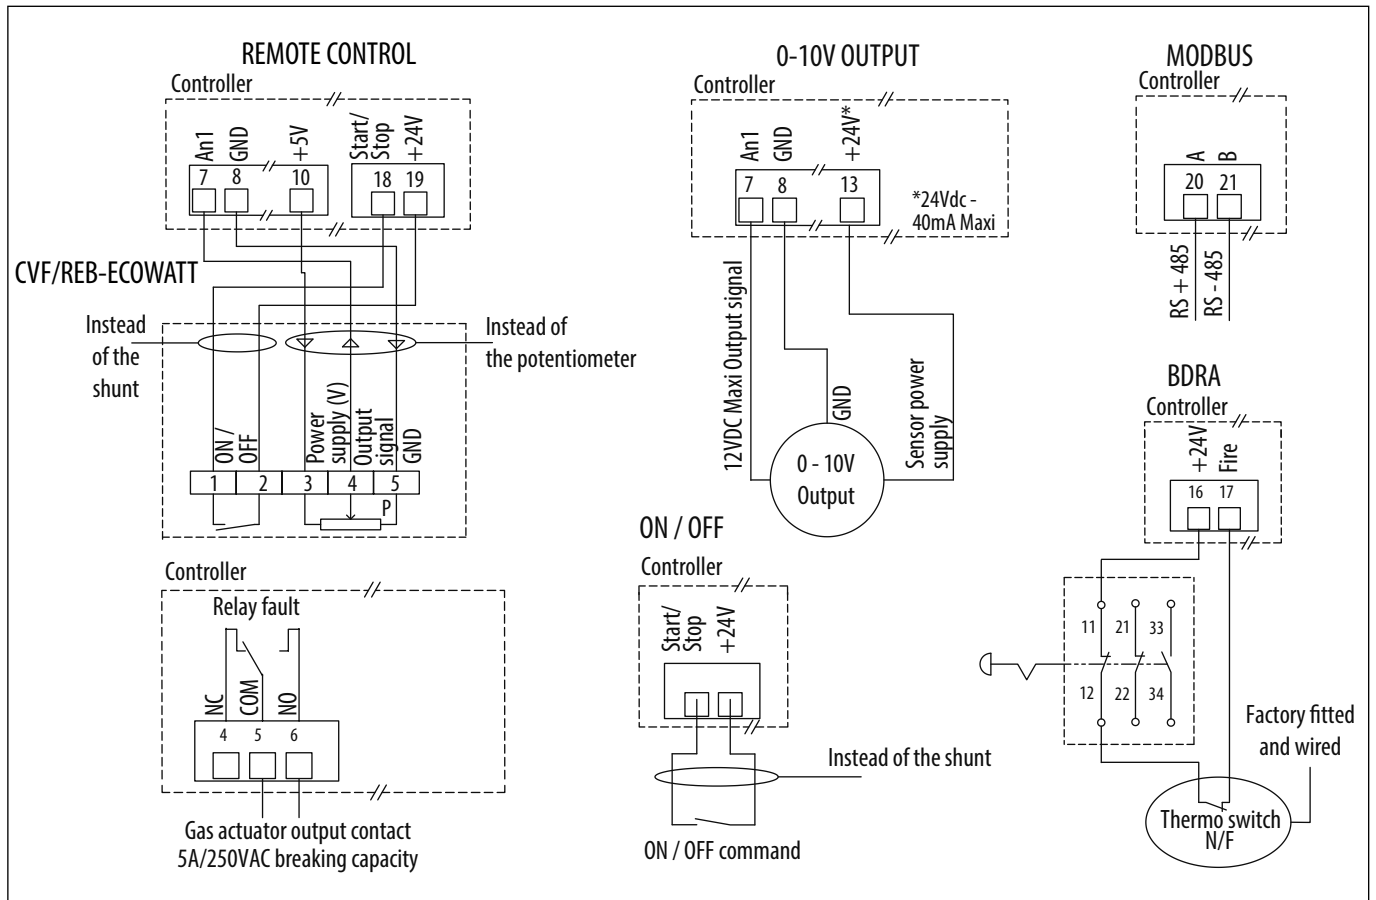 REMOTE CONTROL
Controller
An1
GND
+5V
Start/
Stop
+24V
7
8
10
18
19
CVF/REB-ECOWATT
Instead
of the
shunt
Instead of
the potentiometer
ON /
OFF
Power
supply (V)
Output
signal
GND
1
2
3
4
5
P
Controller
Relay fault
NC
COM
NO
4
5
6
Gas actuator output contact
5A/250VAC breaking capacity
0-10V OUTPUT
Controller
An1
GND
+24V*
7
8
13
*24Vdc -
40mA Maxi
12VDC Maxi Output signal
GND
Sensor power
supply
0 - 10V
Output
ON / OFF
Controller
Start/
Stop
+24V
Instead of the shunt
ON / OFF command
MODBUS
Controller
A
B
20
21
RS + 485
RS - 485
BDRA
Controller
+24V
Fire
16
17
11
21
33
12
22
34
Factory fitted
and wired
Thermo switch
N/F